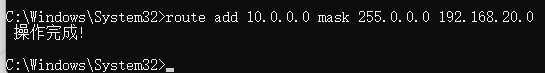 C:\Windows\System32>route add 10.0.0.0 mask 255.0.0.0 192.168.20.0
操作完成!
C:\Windows\System32>